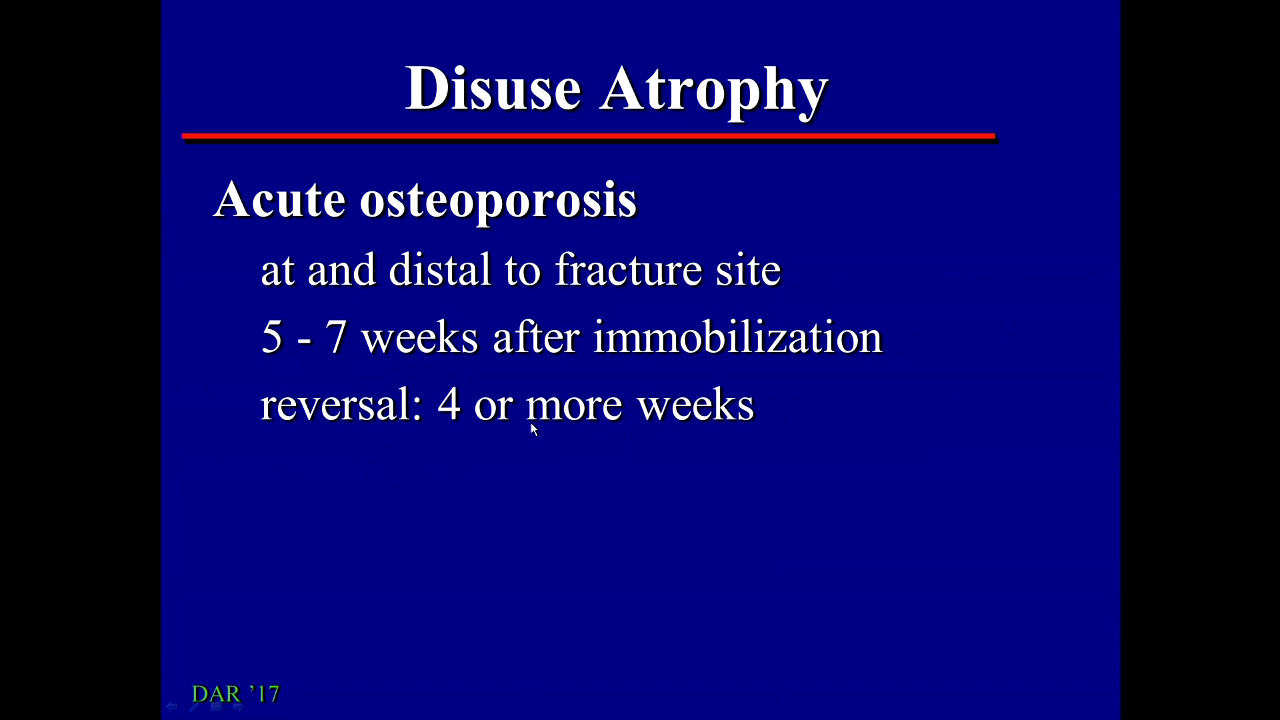 Disuse Atrophy
Acute osteoporosis
at and distal to fracture site
5 - 7 weeks after immobilization
reversal: 4 or more weeks
DAR ’17